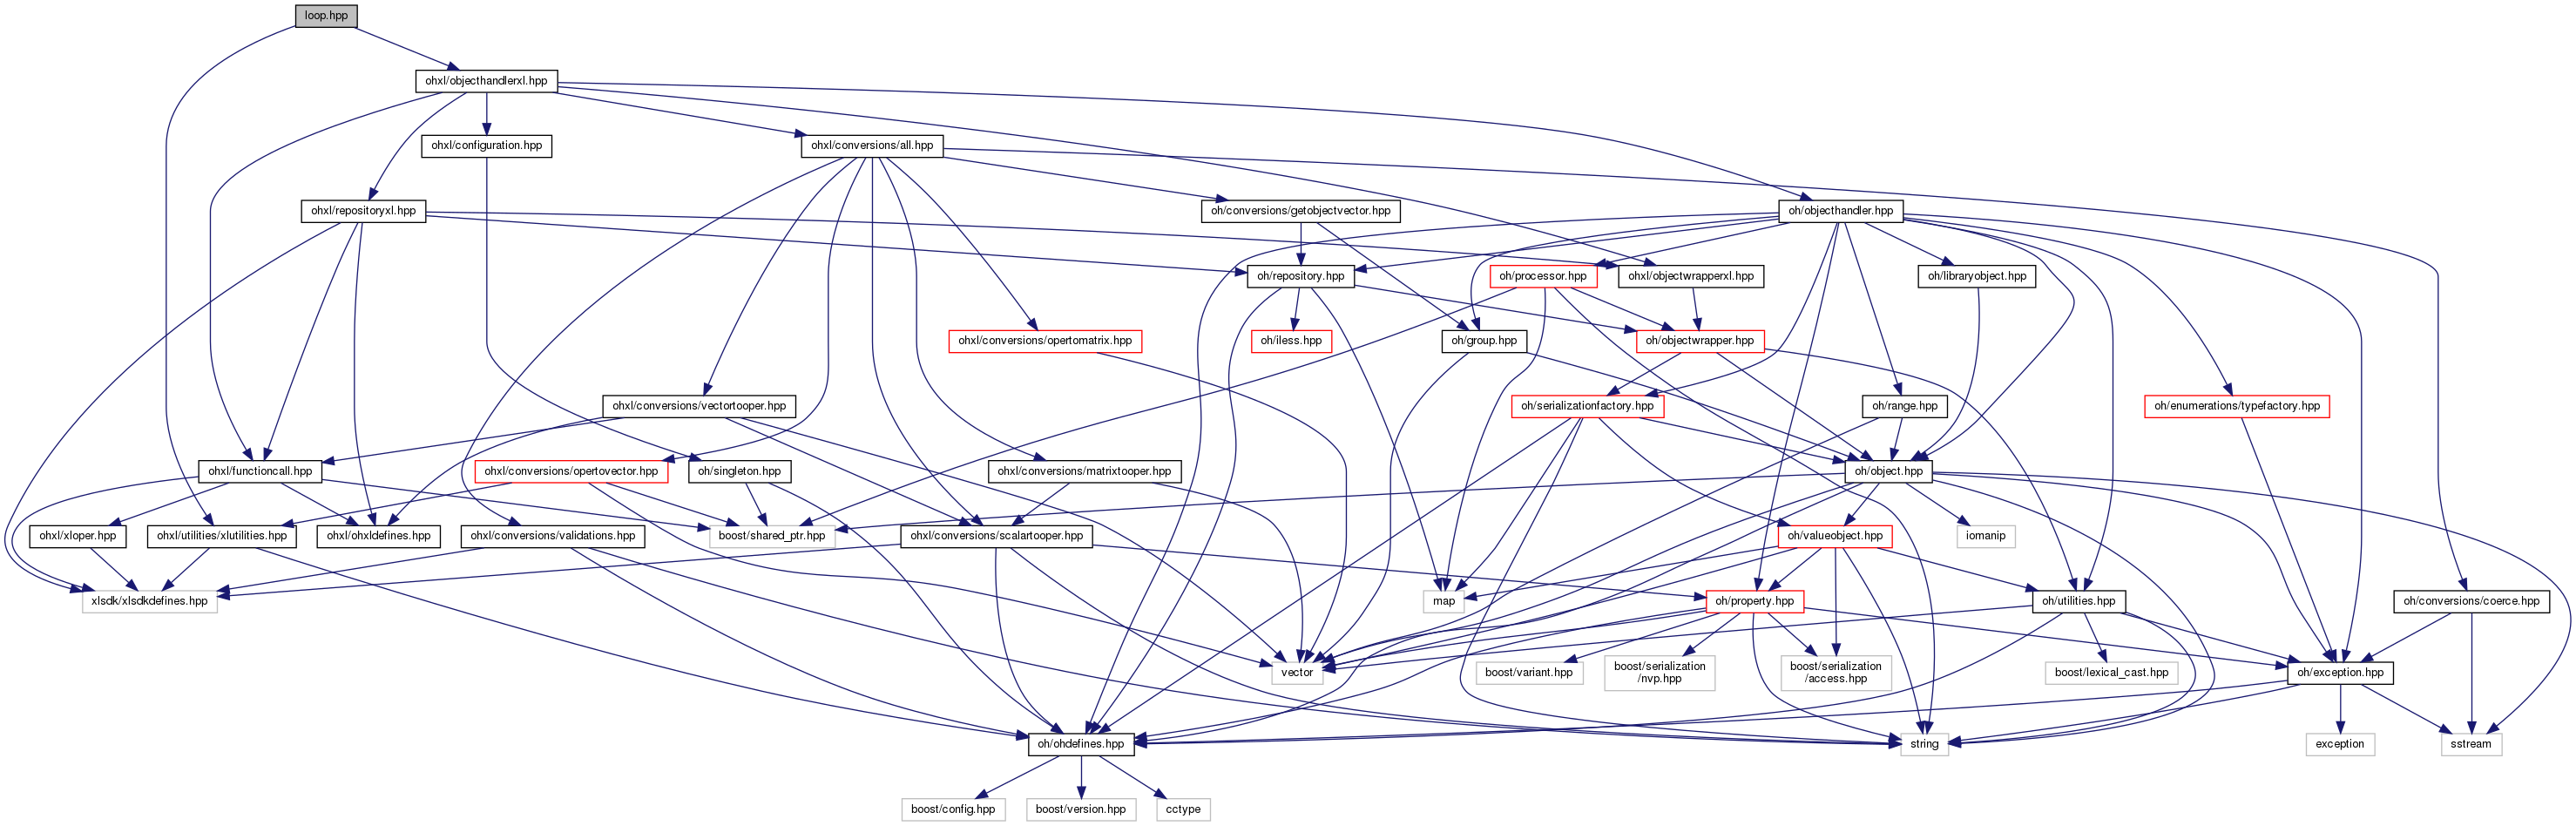 loop.hpp
ohxl/objecthandlerxl.hpp
ohxl/configuration.hpp
ohxl/conversions/all.hpp
ohxl/repositoryxl.hpp
oh/conversions/getobjectvector.hpp
oh/objecthandler.hpp
oh/repository.hpp
oh/processor.hpp
ohxl/objectwrapperxl.hpp
oh/libraryobject.hpp
ohxl/conversions/opertomatrix.hpp
oh/iless.hpp
oh/group.hpp
oh/objectwrapper.hpp
ohxl/conversions/vectortooper.hpp
oh/serializationfactory.hpp
oh/range.hpp
oh/enumerations/typefactory.hpp
ohxl/functioncall.hpp
ohxl/conversions/opertovector.hpp
oh/singleton.hpp
ohxl/conversions/matrixtooper.hpp
oh/object.hpp
ohxl/xloper.hpp
ohxl/utilities/xlutilities.hpp
ohxl/ohxldefines.hpp
ohxl/conversions/validations.hpp
boost/shared_ptr.hpp
ohxl/conversions/scalartooper.hpp
oh/valueobject.hpp
iomanip
xlsdk/xlsdkdefines.hpp
map
oh/property.hpp
oh/utilities.hpp
oh/conversions/coerce.hpp
vector
boost/variant.hpp
boost/serialization
/nvp.hpp
boost/serialization
/access.hpp
boost/lexical_cast.hpp
oh/exception.hpp
oh/ohdefines.hpp
string
exception
sstream
boost/config.hpp
boost/version.hpp
cctype